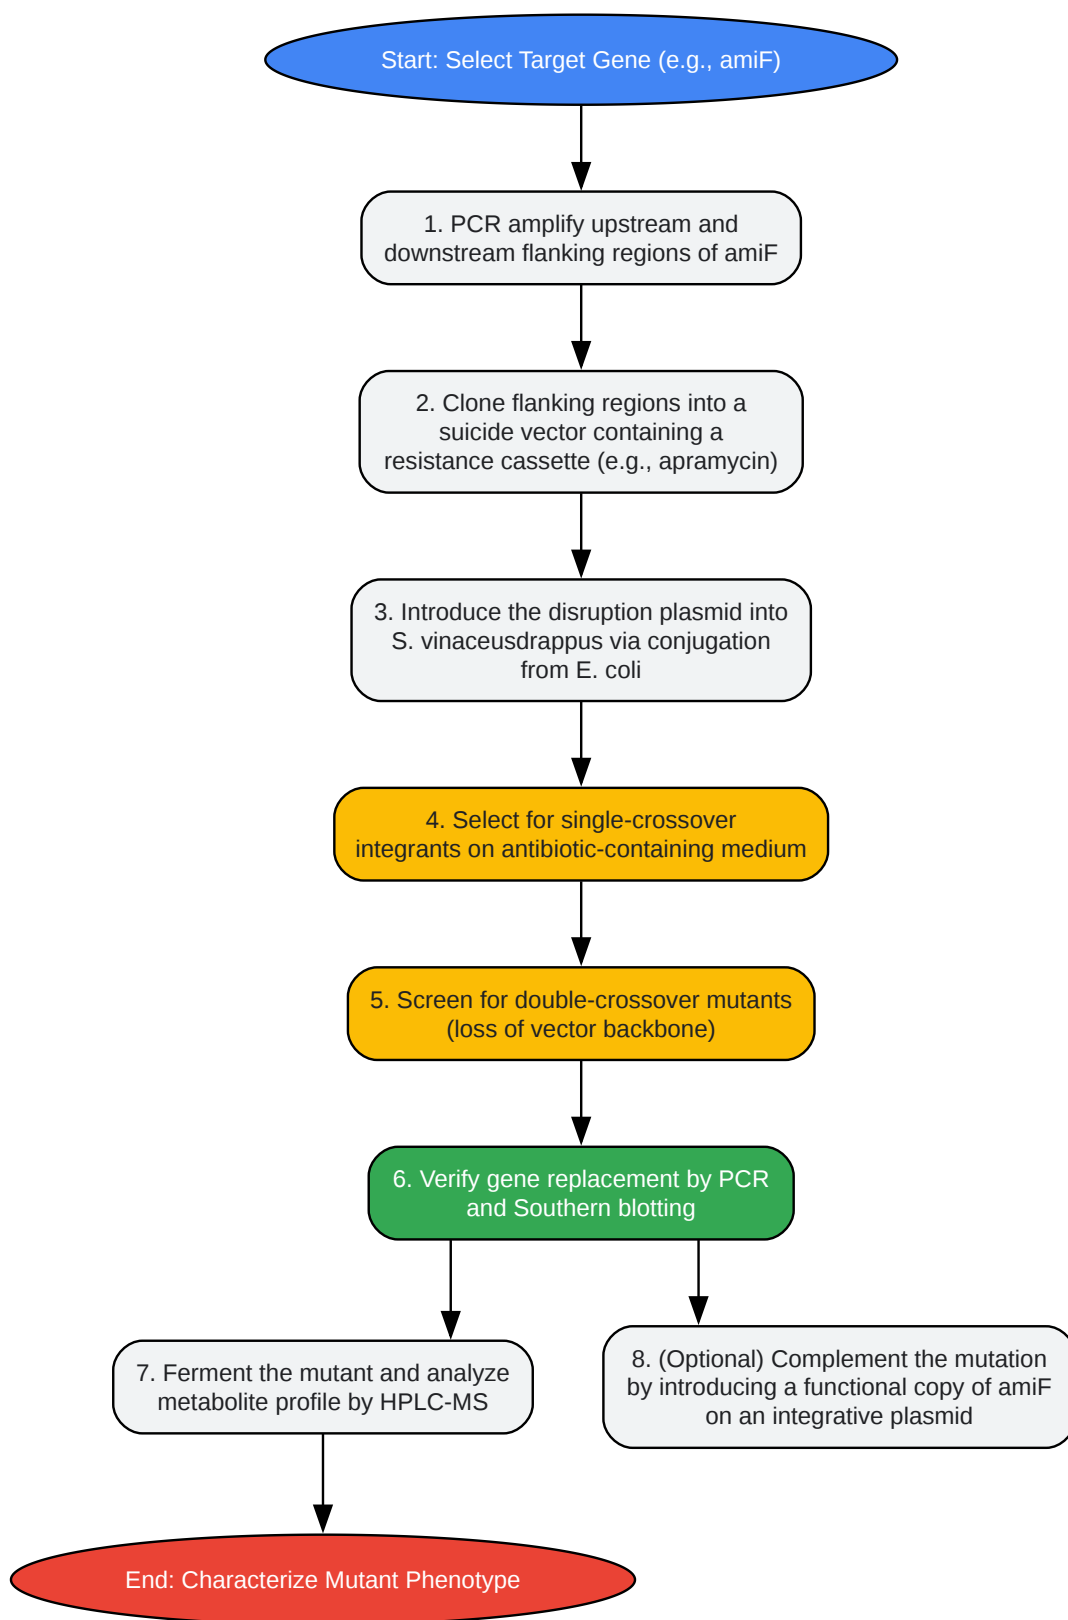 Start: Select Target Gene (e.g., amiF)
1. PCR amplify upstream and
downstream flanking regions of amiF
2. Clone flanking regions into a
suicide vector containing a
resistance cassette (e.g., apramycin)
3. Introduce the disruption plasmid into
S. vinaceusdrappus via conjugation
from E. coli
4. Select for single-crossover
integrants on antibiotic-containing medium
5. Screen for double-crossover mutants
(loss of vector backbone)
6. Verify gene replacement by PCR
and Southern blotting
7. Ferment the mutant and analyze
metabolite profile by HPLC-MS
8. (Optional) Complement the mutation
by introducing a functional copy of amiF
on an integrative plasmid
End: Characterize Mutant Phenotype